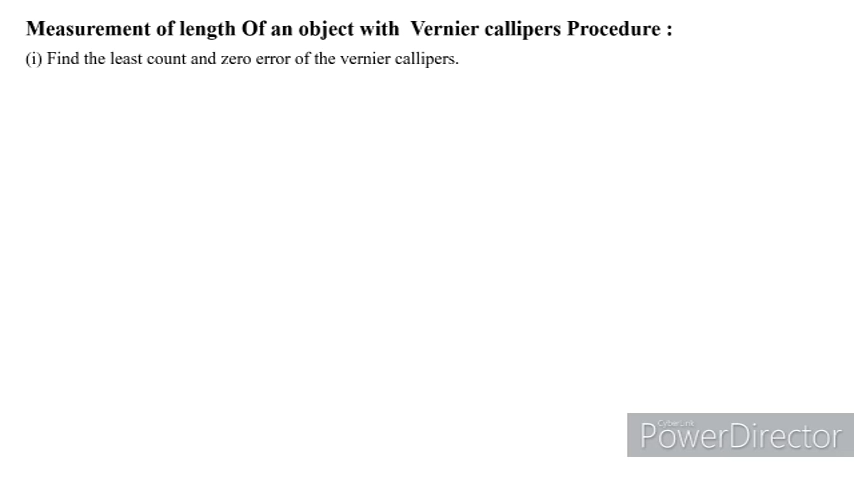 Measurement of length Of an object with  Vernier callipers Procedure :
(i) Find the least count and zero error of the vernier callipers.
CyberLink
PowerDirector